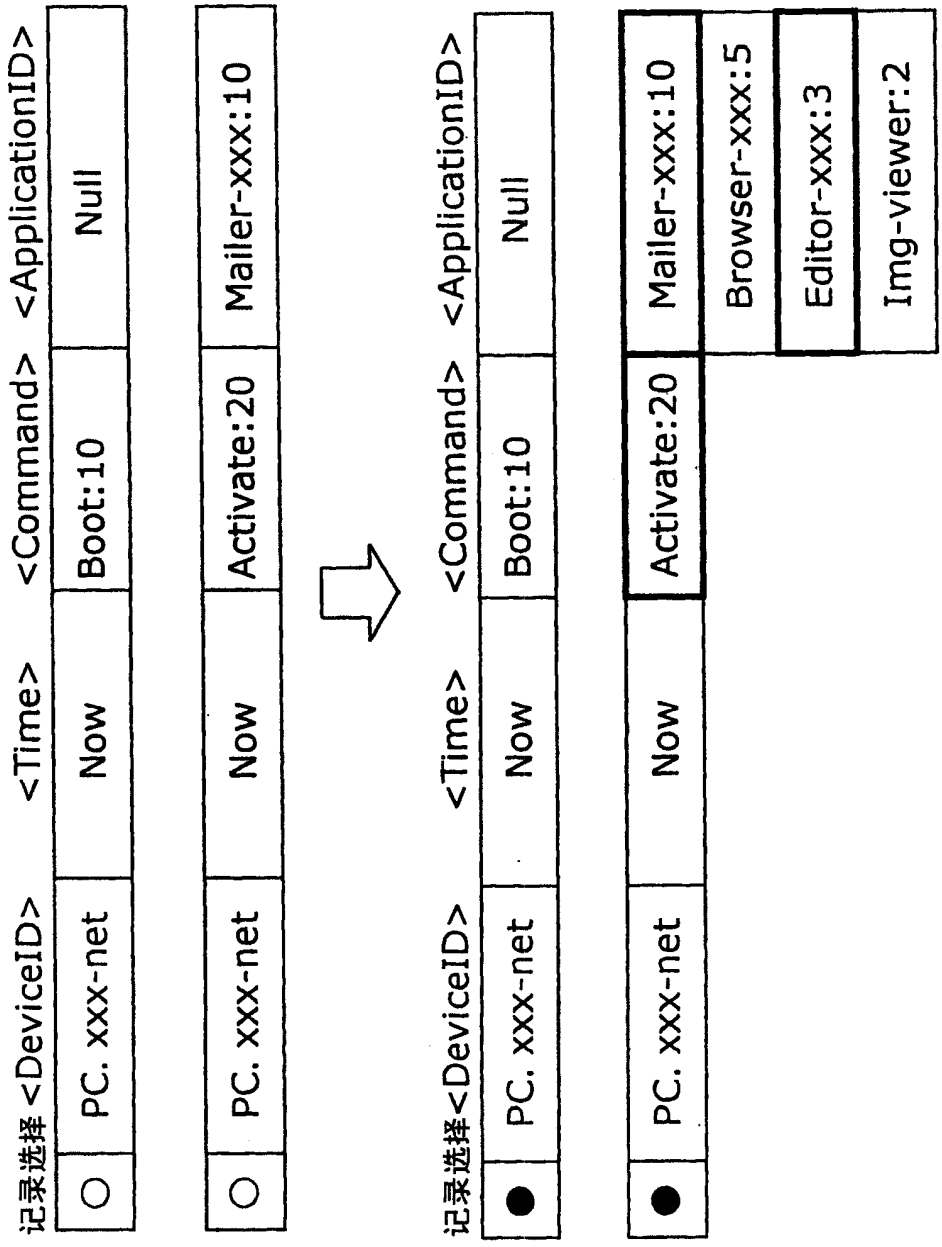 记录选择 <DeviceID> <Time> <Command> <ApplicationID>
○ PC. xxx-net Now Boot:10 Null
○ PC. xxx-net Now Activate:20 Mailer-xxx:10
记录选择<DeviceID> <Time> <Command> <ApplicationID>
● PC. xxx-net Now Boot:10 Null
● PC. xxx-net Now Activate:20 Mailer-xxx:10
Browser-xxx:5
Editor-xxx:3
Img-viewer:2